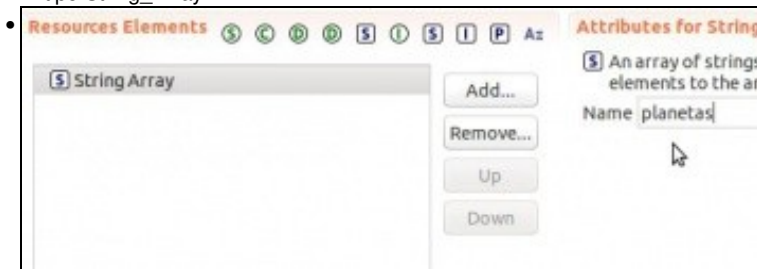 Resources Elements S C D D S I S I P Az
S String Array
Add...
Remove...
Up
Down
Attributes for String
S An array of strings
elements to the ar
Name planetas